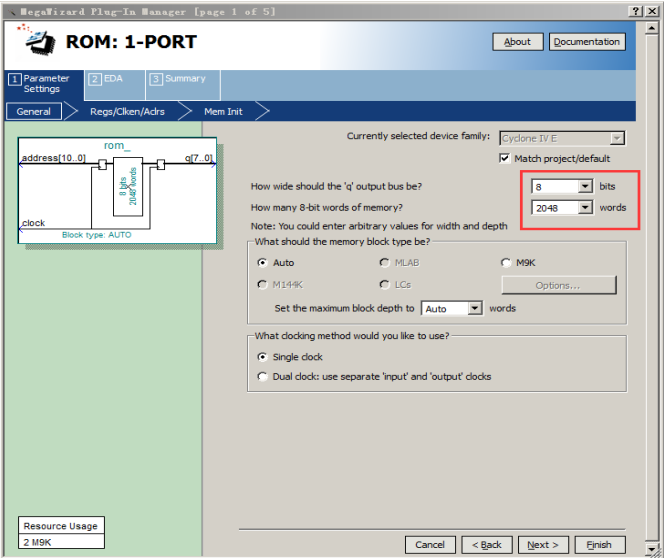 MegaWizard Plug-In Manager [page 1 of 5]
ROM: 1-PORT
About
Documentation
1 Parameter Settings
2 EDA
3 Summary
General
Regs/Clken/Adrs
Mem Init
Currently selected device family:
Cyclone IV E
Match project/default
rom_
address[10..0]
q[7..0]
8 bits
2048 words
clock
Block type: AUTO
How wide should the 'q' output bus be?
8
bits
How many 8-bit words of memory?
2048
words
Note: You could enter arbitrary values for width and depth
What should the memory block type be?
Auto
MLAB
M9K
M144K
LCs
Options...
Set the maximum block depth to
Auto
words
What clocking method would you like to use?
Single clock
Dual clock: use separate 'input' and 'output' clocks
Resource Usage
2 M9K
Cancel
< Back
Next >
Finish